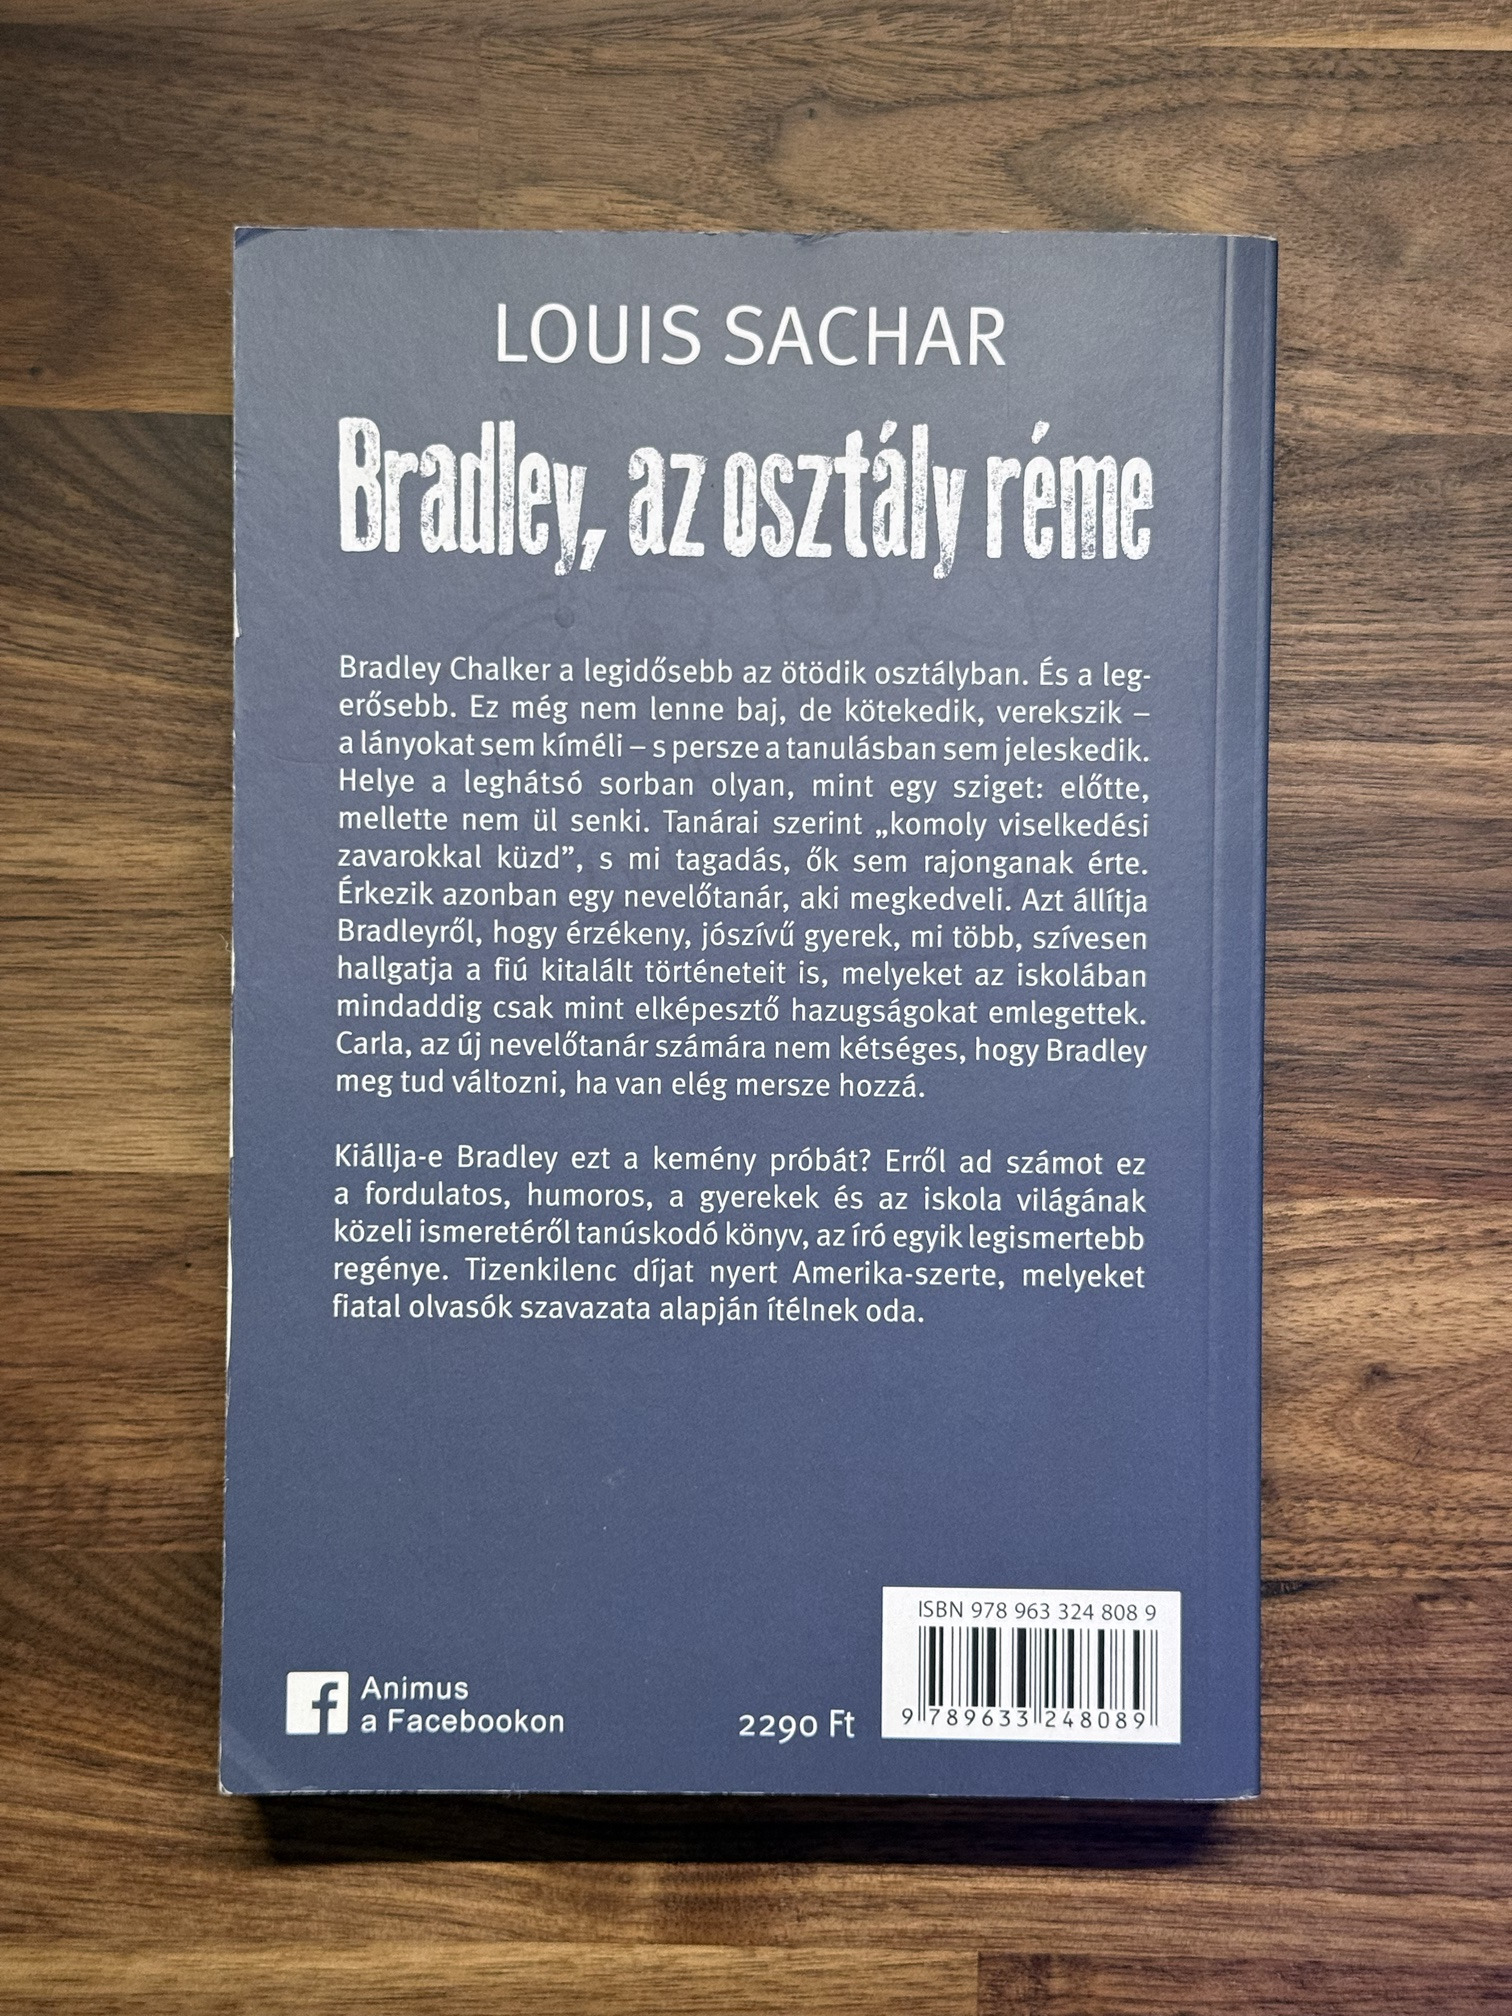 LOUIS SACHAR
Bradley, az osztály réme
Bradley Chalker a legidősebb az ötödik osztályban. És a leg-
erősebb. Ez még nem lenne baj, de kötekedik, verekszik –
a lányokat sem kíméli – s persze a tanulásban sem jeleskedik.
Helye a leghátsó sorban olyan, mint egy sziget: előtte,
mellette nem ül senki. Tanárai szerint „komoly viselkedési
zavarokkal küzd”, s mi tagadás, ők sem rajonganak érte.
Érkezik azonban egy nevelőtanár, aki megkedveli. Azt állítja
Bradleyről, hogy érzékeny, jószívű gyerek, mi több, szívesen
hallgatja a fiú kitalált történeteit is, melyeket az iskolában
mindaddig csak mint elképesztő hazugságokat emlegettek.
Carla, az új nevelőtanár számára nem kétséges, hogy Bradley
meg tud változni, ha van elég mersze hozzá.
Kiállja-e Bradley ezt a kemény próbát? Erről ad számot ez
a fordulatos, humoros, a gyerekek és az iskola világának
közeli ismeretéről tanúskodó könyv, az író egyik legismertebb
regénye. Tizenkilenc díjat nyert Amerika-szerte, melyeket
fiatal olvasók szavazata alapján ítélnek oda.
ISBN 978 963 324 808 9
9 789633 248089
f Animus
a Facebookon
2290 Ft